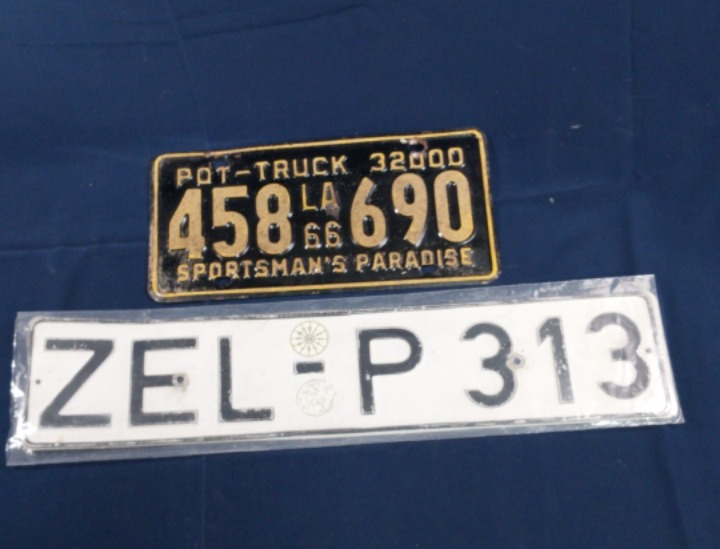 POT-TRUCK 32000
458 LA 66 690
SPORTSMAN'S PARADISE
ZEL-P 313